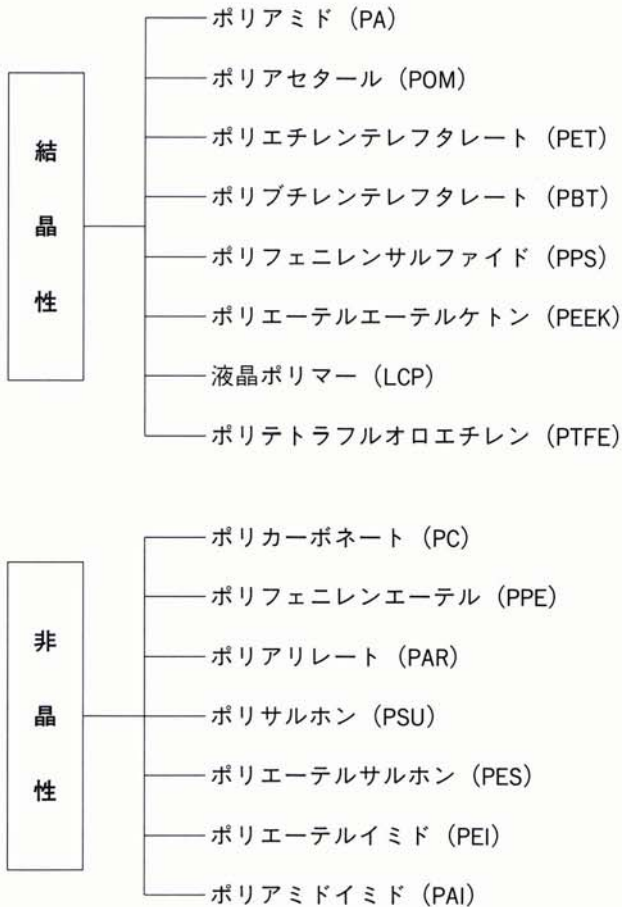 結晶性
ポリアミド（PA）
ポリアセタール（POM）
ポリエチレンテレフタレート（PET）
ポリブチレンテレフタレート（PBT）
ポリフェニレンサルファイド（PPS）
ポリエーテルエーテルケトン（PEEK）
液晶ポリマー（LCP）
ポリテトラフルオロエチレン（PTFE）
非晶性
ポリカーボネート（PC）
ポリフェニレンエーテル（PPE）
ポリアリレート（PAR）
ポリサルホン（PSU）
ポリエーテルサルホン（PES）
ポリエーテルイミド（PEI）
ポリアミドイミド（PAI）